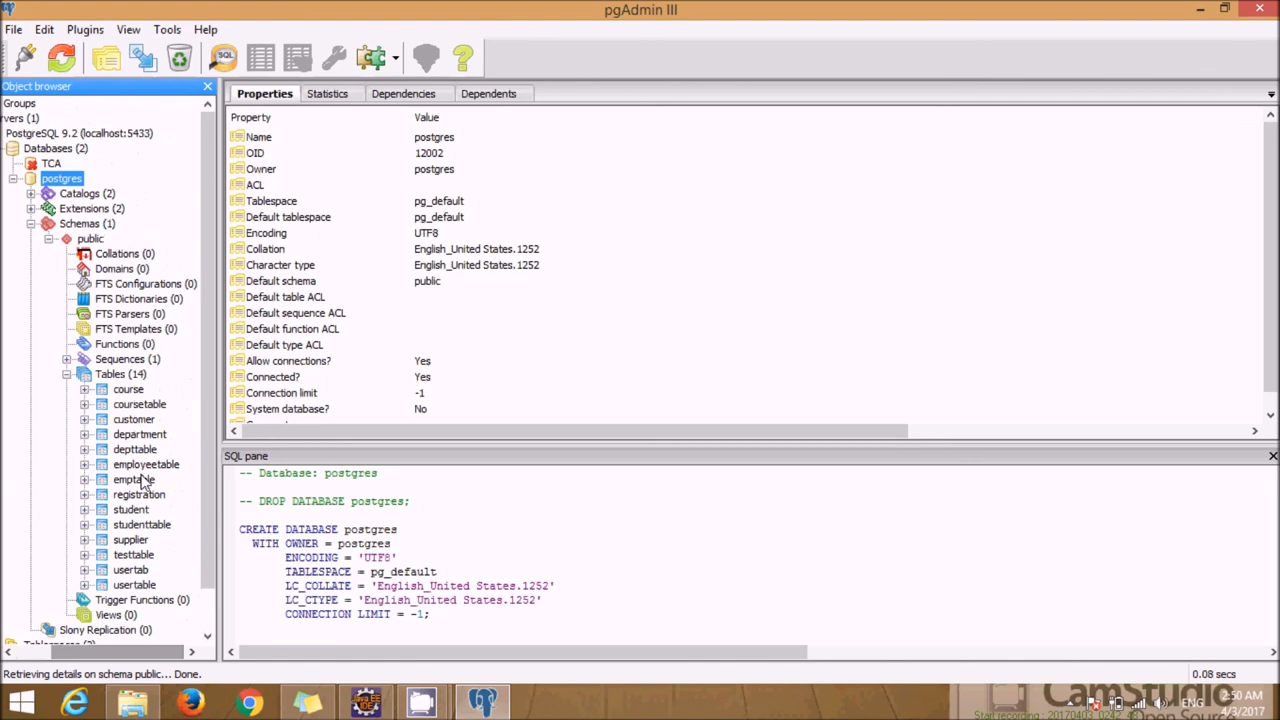 pgAdmin III
File Edit Plugins View Tools Help
SQL
Object browser
Groups
rvers (1)
PostgreSQL 9.2 (localhost:5433)
Databases (2)
TCA
postgres
Catalogs (2)
Extensions (2)
Schemas (1)
public
Collations (0)
Domains (0)
FTS Configurations (0)
FTS Dictionaries (0)
FTS Parsers (0)
FTS Templates (0)
Functions (0)
Sequences (1)
Tables (14)
course
coursetable
customer
department
depttable
employeetable
emptable
registration
student
studenttable
supplier
testtable
usertab
usertable
Trigger Functions (0)
Views (0)
Slony Replication (0)
Properties Statistics Dependencies Dependents
Property Value
Name postgres
OID 12002
Owner postgres
ACL
Tablespace pg_default
Default tablespace pg_default
Encoding UTF8
Collation English_United States.1252
Character type English_United States.1252
Default schema public
Default table ACL
Default sequence ACL
Default function ACL
Default type ACL
Allow connections? Yes
Connected? Yes
Connection limit -1
System database? No
SQL pane
-- Database: postgres
-- DROP DATABASE postgres;
CREATE DATABASE postgres
WITH OWNER = postgres
ENCODING = 'UTF8'
TABLESPACE = pg_default
LC_COLLATE = 'English_United States.1252'
LC_CTYPE = 'English_United States.1252'
CONNECTION LIMIT = -1;
Retrieving details on schema public... Done. 0.08 secs
Java EE
IDE
CamStudio
ENG
2:50 AM
4/3/2017